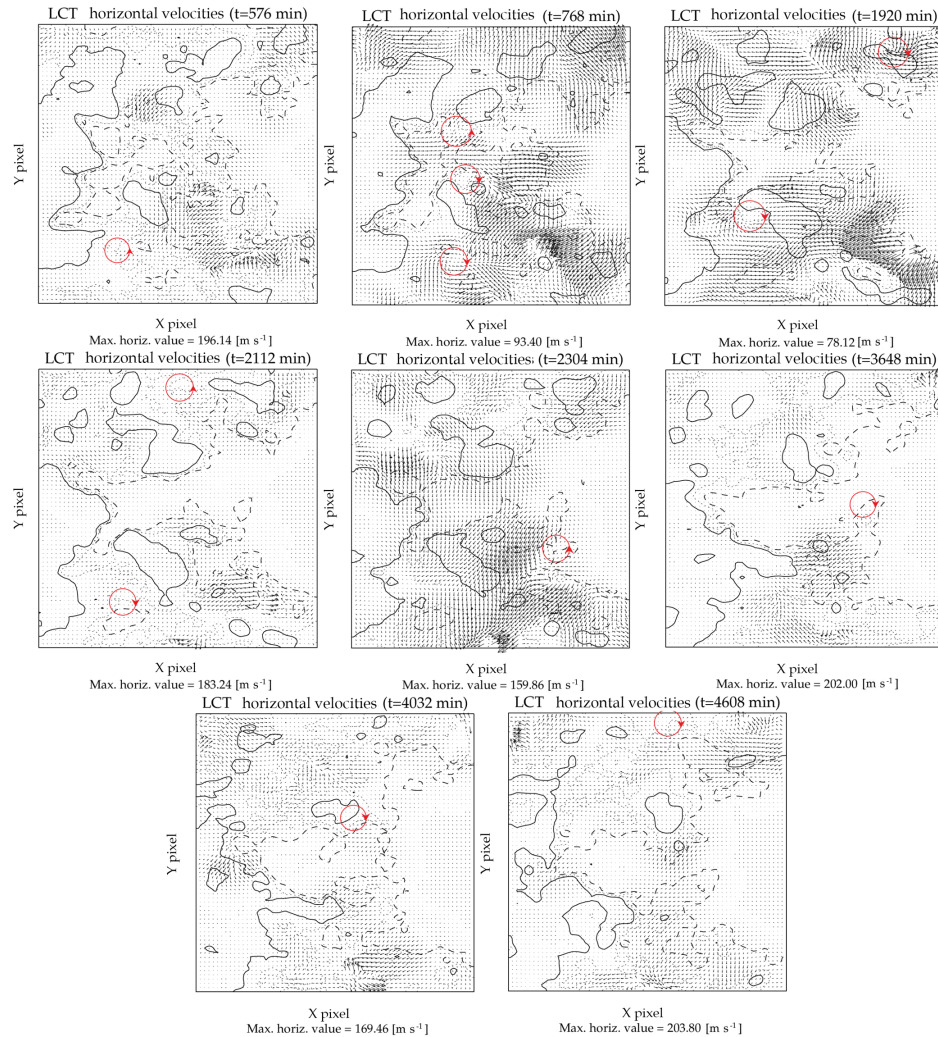 LCT horizontal velocities (t=576 min)
LCT horizontal velocities (t=768 min)
LCT horizontal velocities (t=1920 min)
Y pixel
Y pixel
Y pixel
X pixel
X pixel
X pixel
Max. horiz. value = 196.14 [m s⁻¹]
Max. horiz. value = 93.40 [m s⁻¹]
Max. horiz. value = 78.12 [m s⁻¹]
LCT horizontal velocities (t=2112 min)
LCT horizontal velocities (t=2304 min)
LCT horizontal velocities (t=3648 min)
Y pixel
Y pixel
Y pixel
X pixel
X pixel
X pixel
Max. horiz. value = 183.24 [m s⁻¹]
Max. horiz. value = 159.86 [m s⁻¹]
Max. horiz. value = 202.00 [m s⁻¹]
LCT horizontal velocities (t=4032 min)
LCT horizontal velocities (t=4608 min)
Y pixel
Y pixel
X pixel
X pixel
Max. horiz. value = 169.46 [m s⁻¹]
Max. horiz. value = 203.80 [m s⁻¹]